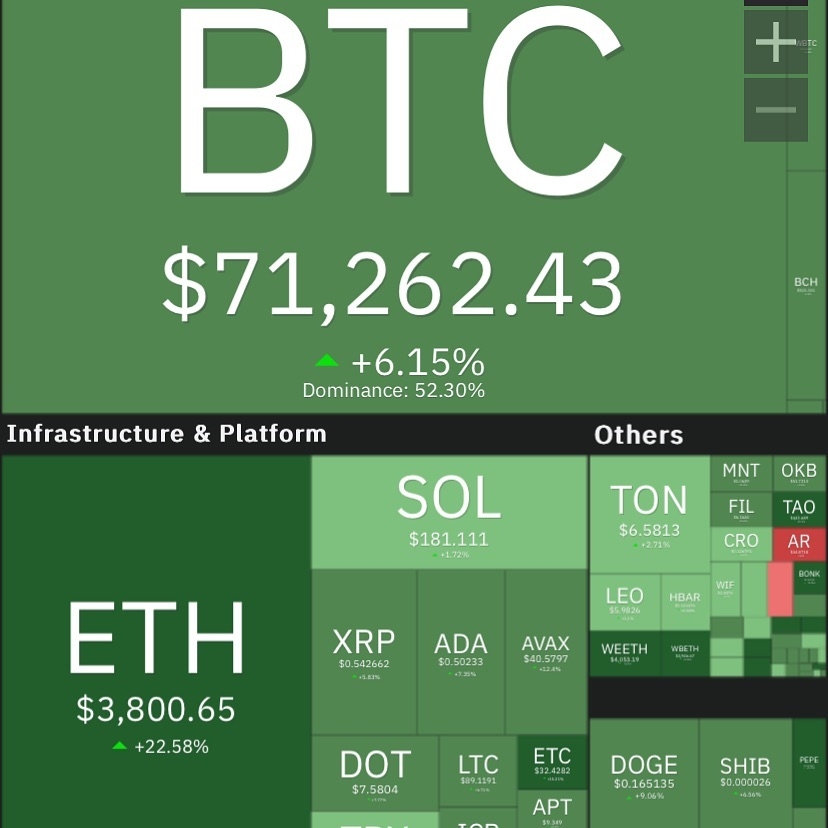 BTC
$71,262.43
+6.15%
Dominance: 52.30%
BCH
Infrastructure & Platform
Others
ETH
$3,800.65
+22.58%
SOL
$181.111
+1.72%
XRP
$0.542662
+5.83%
ADA
$0.50233
+7.35%
AVAX
$40.5797
+12.4%
DOT
$7.5804
LTC
$89.1191
ETC
$32.4282
APT
$9.349
TON
$6.5813
+2.71%
MNT
OKB
FIL
TAO
CRO
AR
LEO
$5.9826
HBAR
WIF
BONK
WEETH
$4,053.19
WBETH
DOGE
$0.165135
+9.06%
SHIB
$0.000026
+6.56%
PEPE